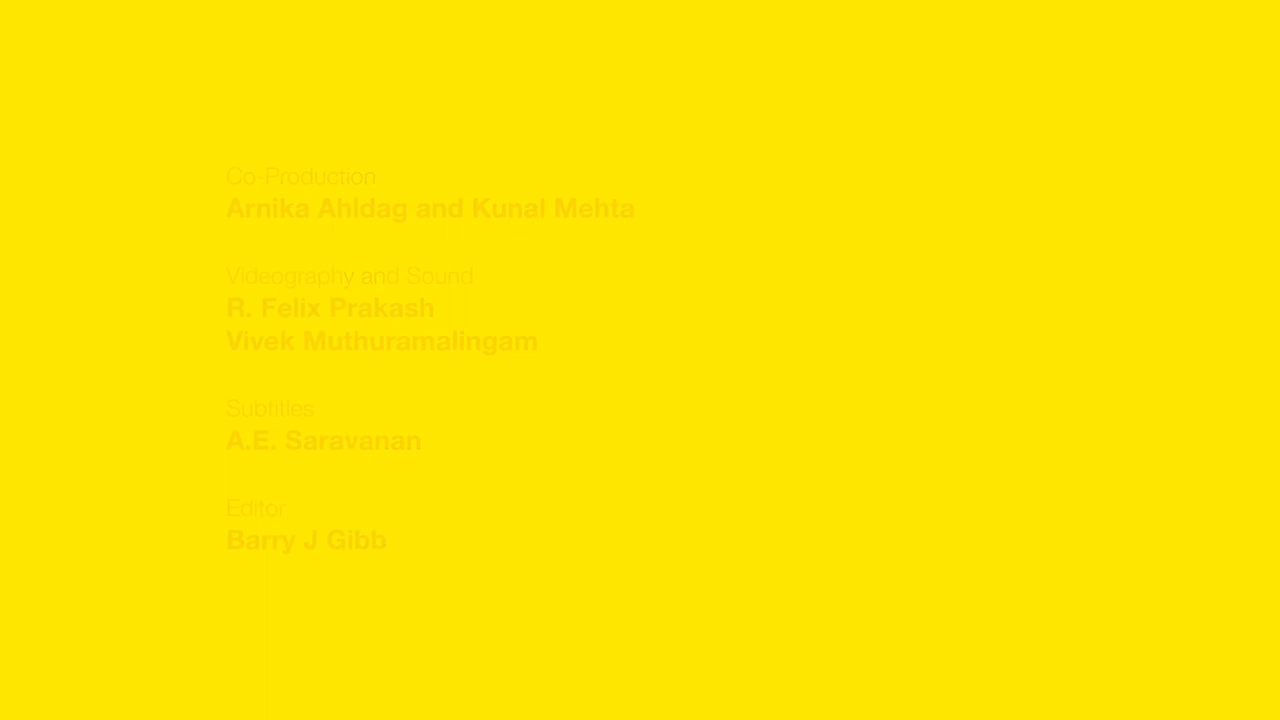 Co-Production
Arnika Ahldag and Kunal Mehta
Videography and Sound
R. Felix Prakash
Vivek Muthuramalingam
Subtitles
A.E. Saravanan
Editor
Barry J Gibb